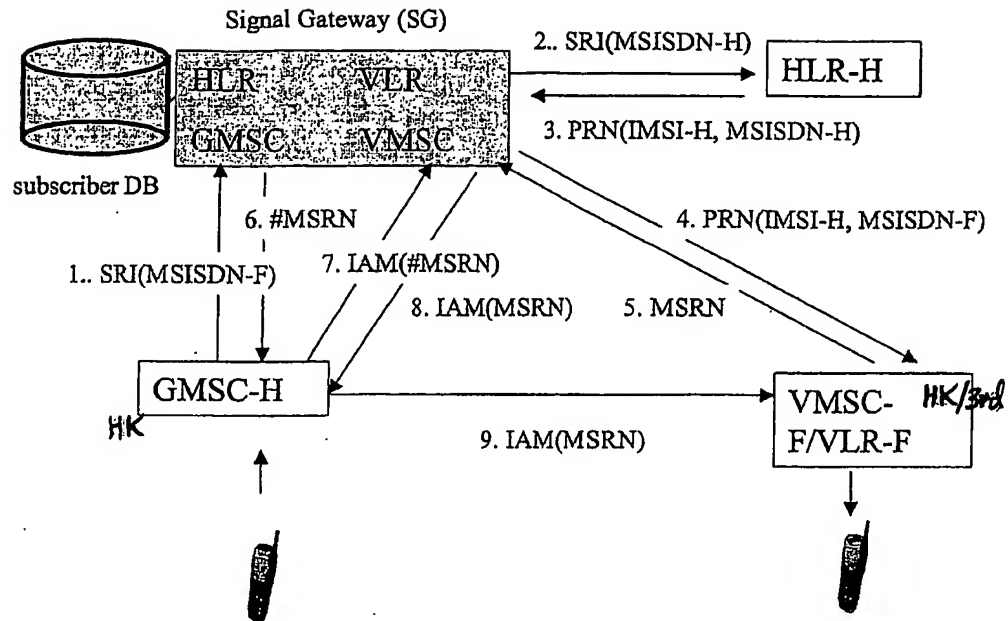 Signal Gateway (SG)
2.. SRI(MSISDN-H)
HLR VLR
HLR-H
GMSC VMSC
3. PRN(IMSI-H, MSISDN-H)
subscriber DB
6. #MSRN
4. PRN(IMSI-H, MSISDN-F)
7. IAM(#MSRN)
1.. SRI(MSISDN-F)
8. IAM(MSRN)
5. MSRN
GMSC-H
HK
VMSC-
F/VLR-F
HK/3rd
9. IAM(MSRN)